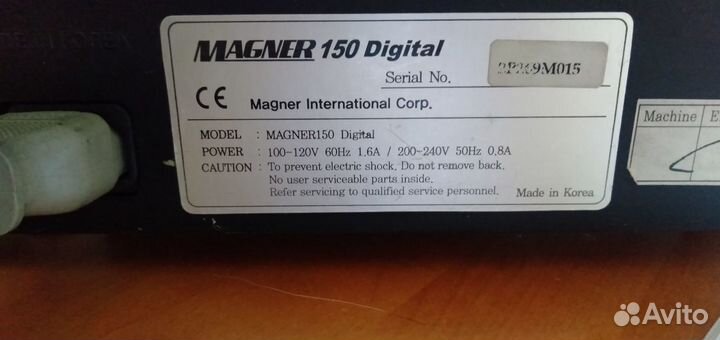 MAGNER 150 Digital
Serial No.
CE Magner International Corp.
MODEL : MAGNER150 Digital
POWER : 100-120V 60Hz 1.6A / 200-240V 50Hz 0.8A
CAUTION : To prevent electric shock. Do not remove back.
No user serviceable parts inside.
Refer servicing to qualified service personnel.
Made in Korea
Machine
Avito